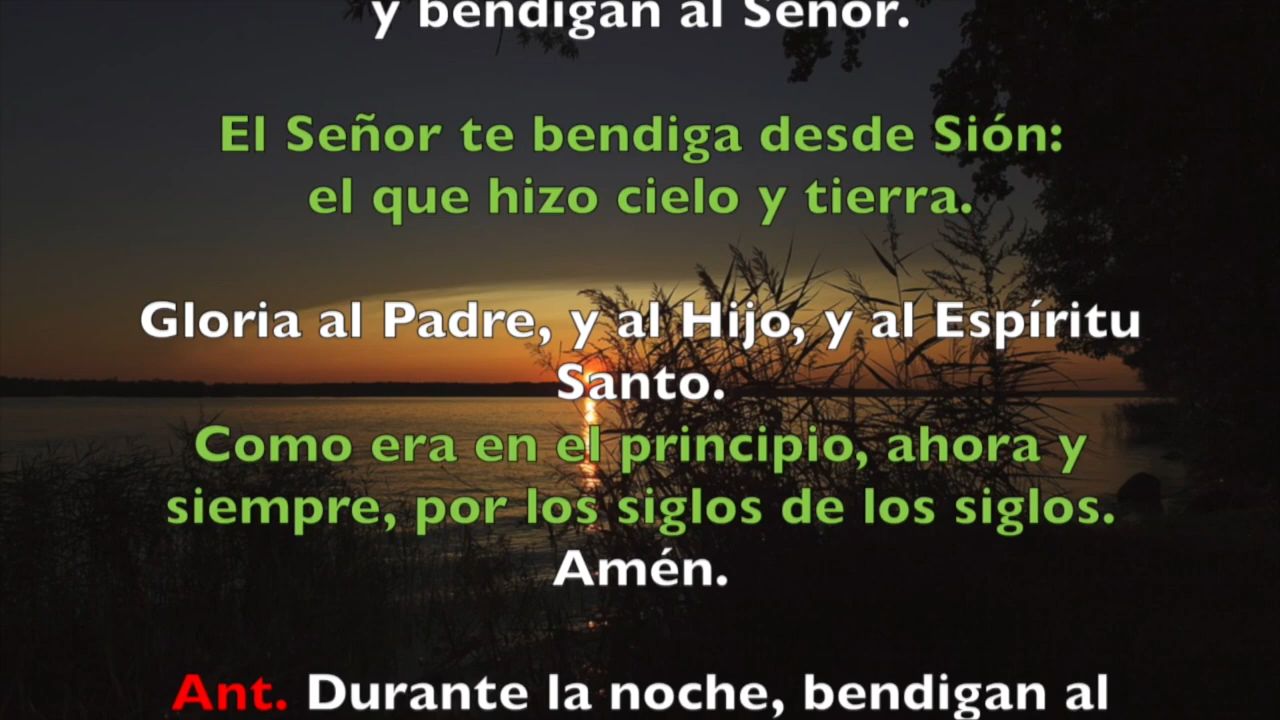 y bendigan al Señor.
El Señor te bendiga desde Sión:
el que hizo cielo y tierra.
Gloria al Padre, y al Hijo, y al Espíritu
Santo.
Como era en el principio, ahora y
siempre, por los siglos de los siglos.
Amén.
Ant. Durante la noche, bendigan al